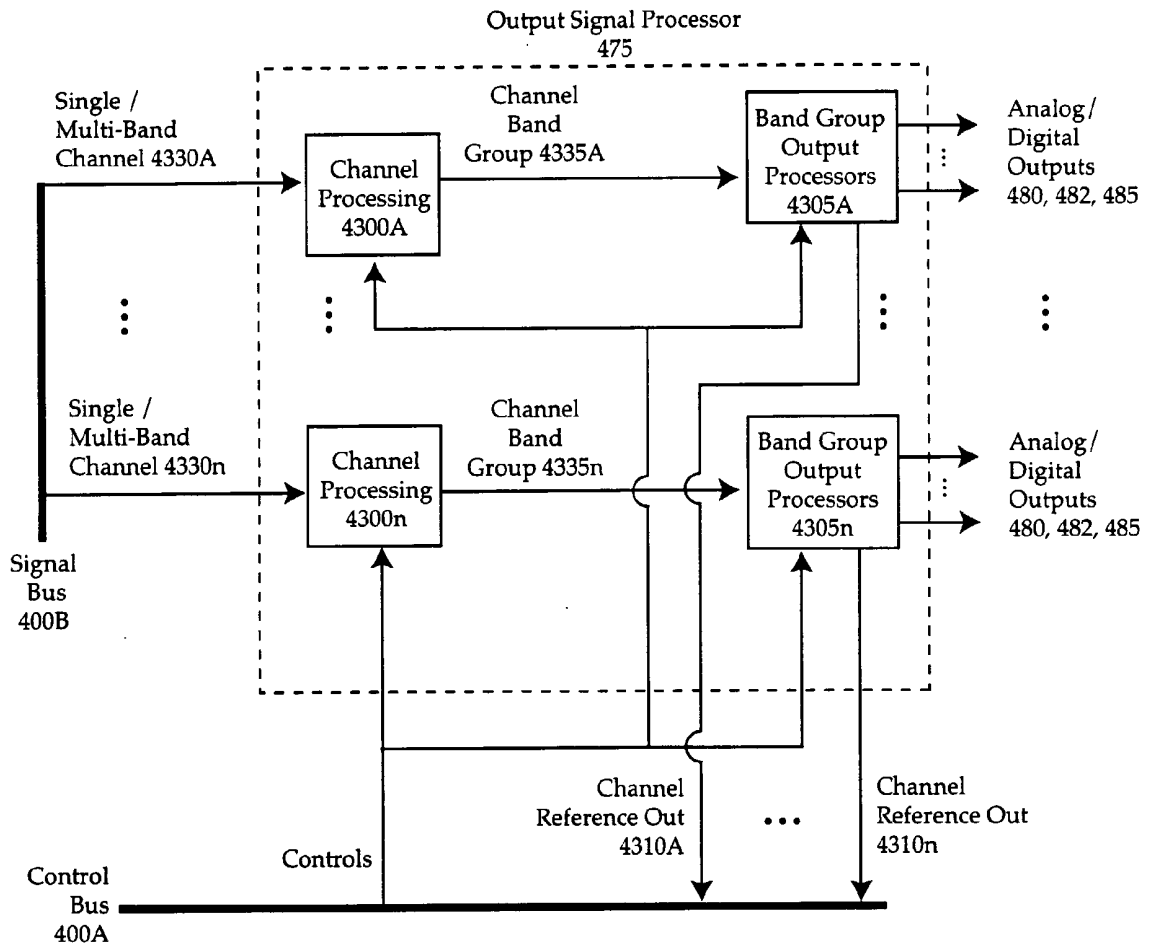 Output Signal Processor
475
Single /
Multi-Band
Channel 4330A
Channel
Band
Group 4335A
Channel
Processing
4300A
Band Group
Output
Processors
4305A
Analog/
Digital
Outputs
480, 482, 485
Single /
Multi-Band
Channel 4330n
Channel
Band
Group 4335n
Channel
Processing
4300n
Band Group
Output
Processors
4305n
Analog/
Digital
Outputs
480, 482, 485
Signal
Bus
400B
Channel
Reference Out
4310A
Channel
Reference Out
4310n
Controls
Control
Bus
400A